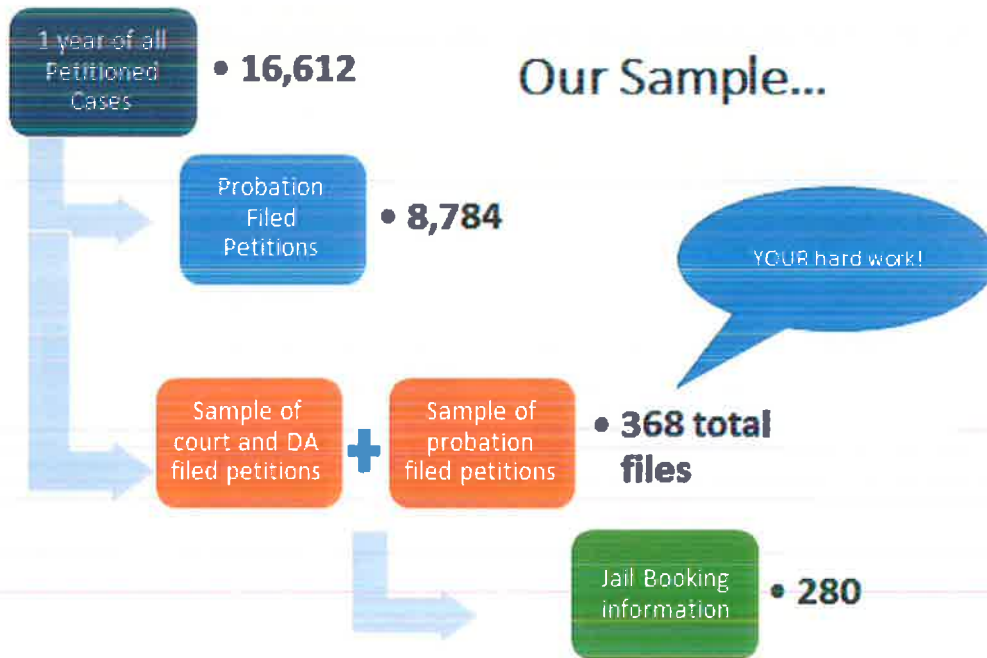 1 year of all
Petitioned
Cases
• 16,612
Our Sample...
Probation
Filed
Petitions
• 8,784
YOUR hard work!
Sample of
court and DA
filed petitions
Sample of
probation
filed petitions
• 368 total
files
Jail Booking
information
• 280